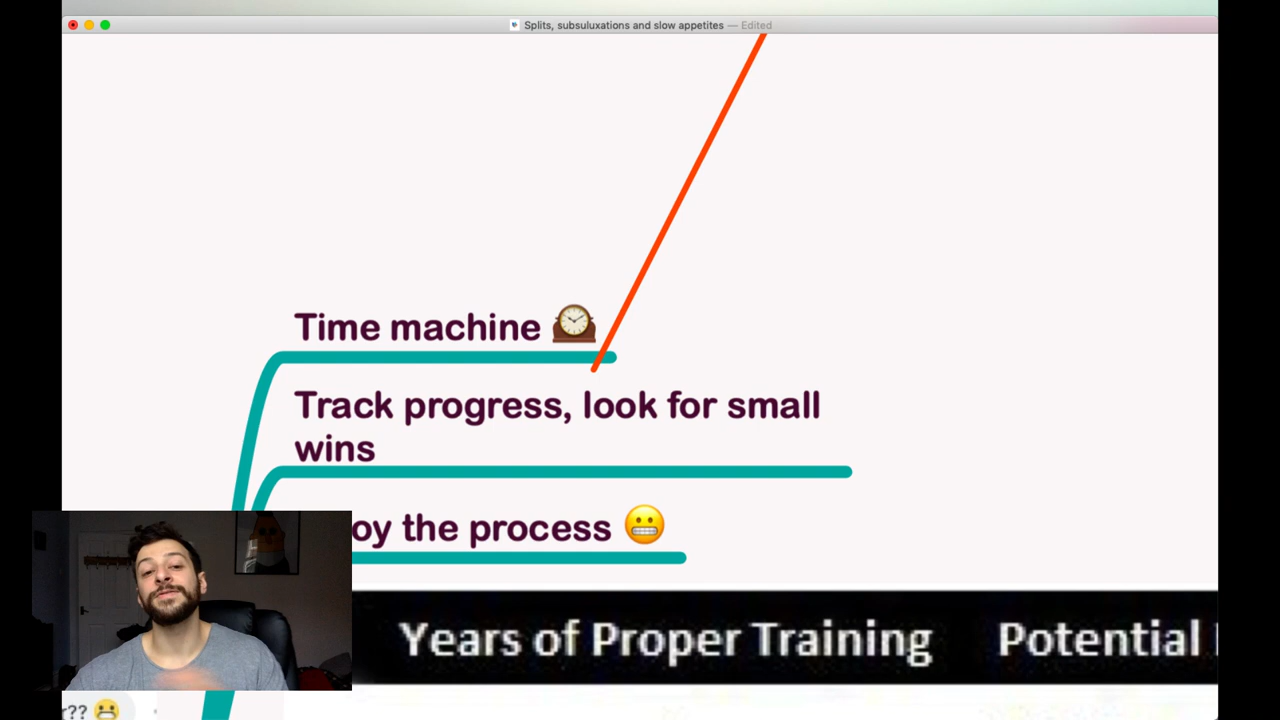 Splits, subsuluxations and slow appetites — Edited
Time machine 🕰️
Track progress, look for small
wins
the process 😬
Years of Proper Training
Potential